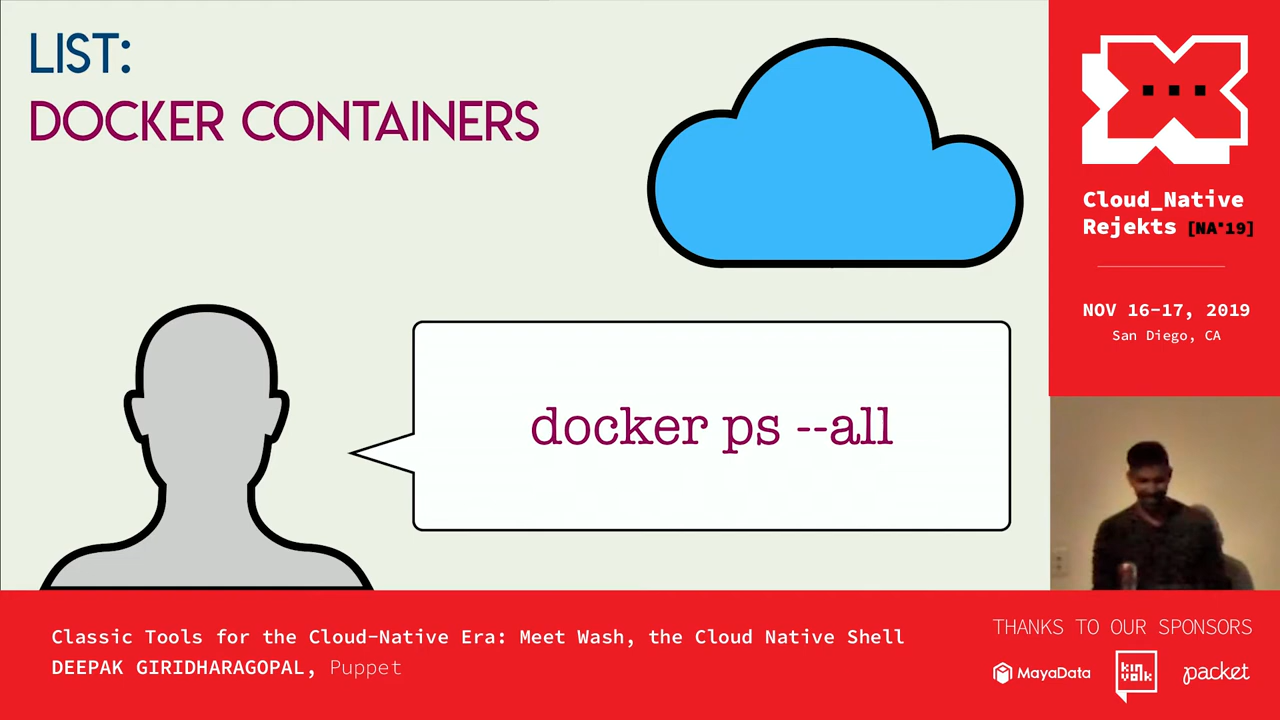 LIST:
DOCKER CONTAINERS
docker ps --all
Cloud_Native
Rejekts [NA'19]
NOV 16-17, 2019
San Diego, CA
Classic Tools for the Cloud-Native Era: Meet Wash, the Cloud Native Shell
DEEPAK GIRIDHARAGOPAL, Puppet
THANKS TO OUR SPONSORS
MayaData
kinvolk
packet